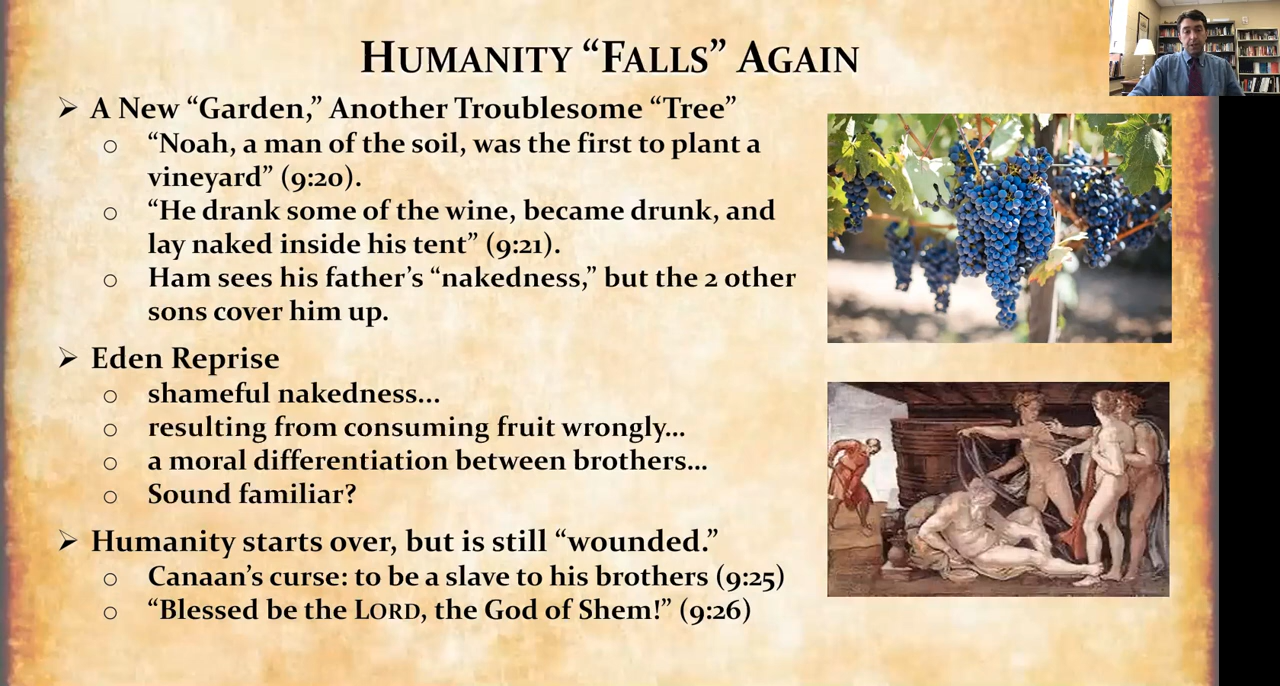 HUMANITY “FALLS” AGAIN
➢ A New “Garden,” Another Troublesome “Tree”
○ “Noah, a man of the soil, was the first to plant a
vineyard” (9:20).
○ “He drank some of the wine, became drunk, and
lay naked inside his tent” (9:21).
○ Ham sees his father’s “nakedness,” but the 2 other
sons cover him up.
➢ Eden Reprise
○ shameful nakedness...
○ resulting from consuming fruit wrongly...
○ a moral differentiation between brothers...
○ Sound familiar?
➢ Humanity starts over, but is still “wounded.”
○ Canaan’s curse: to be a slave to his brothers (9:25)
○ “Blessed be the LORD, the God of Shem!” (9:26)